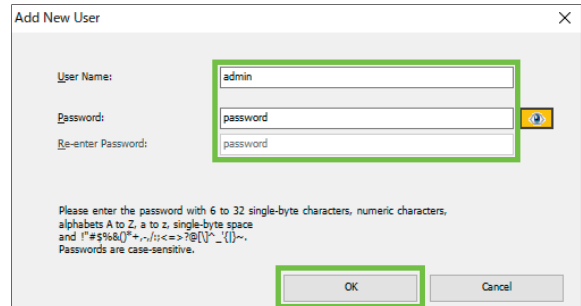 Add New User
User Name: admin
Password: password
Re-enter Password: password
Please enter the password with 6 to 32 single-byte characters, numeric characters,
alphabets A to Z, a to z, single-byte space
and !"#$%&()*+,-,/:;<=>?@[\]^_'{|}~.
Passwords are case-sensitive.
OK Cancel